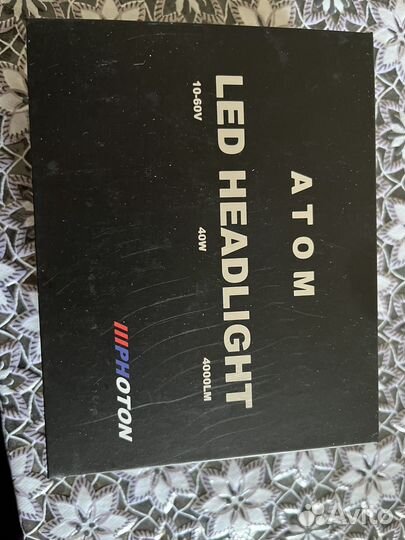 ATOM
LED HEADLIGHT
10-60V 40W 4000LM
///PHOTON
Avito